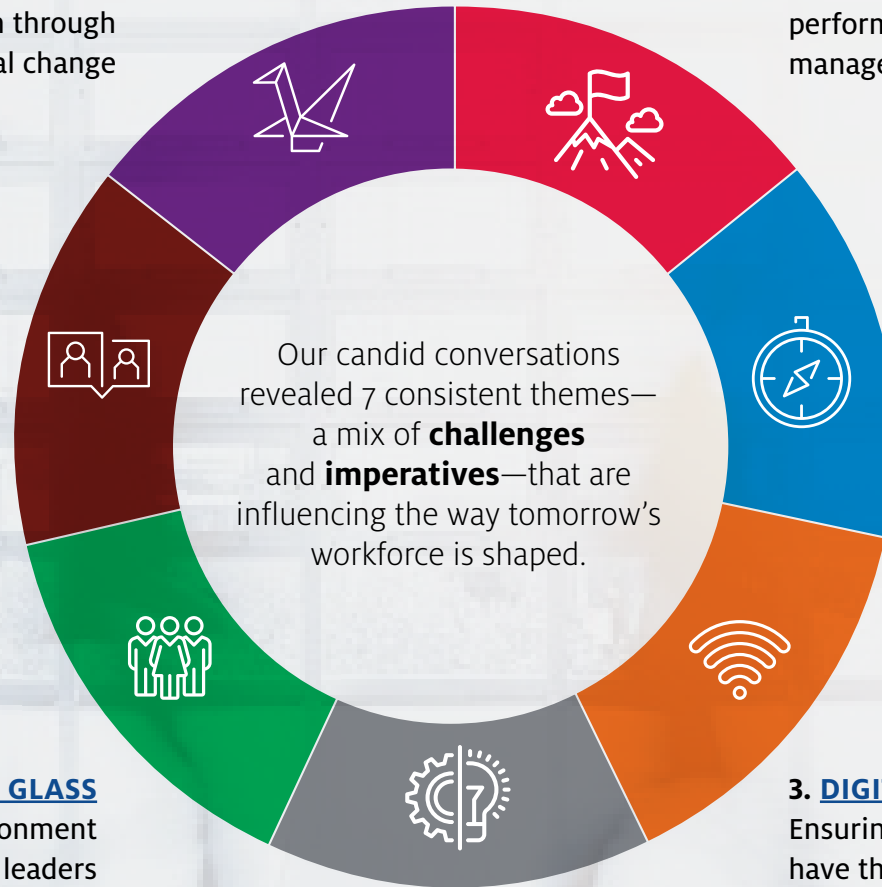 through
al change
perform
manage
Our candid conversations
revealed 7 consistent themes—
a mix of challenges
and imperatives—that are
influencing the way tomorrow’s
workforce is shaped.
GLASS
onment
leaders
3. DIGI
Ensurin
have th